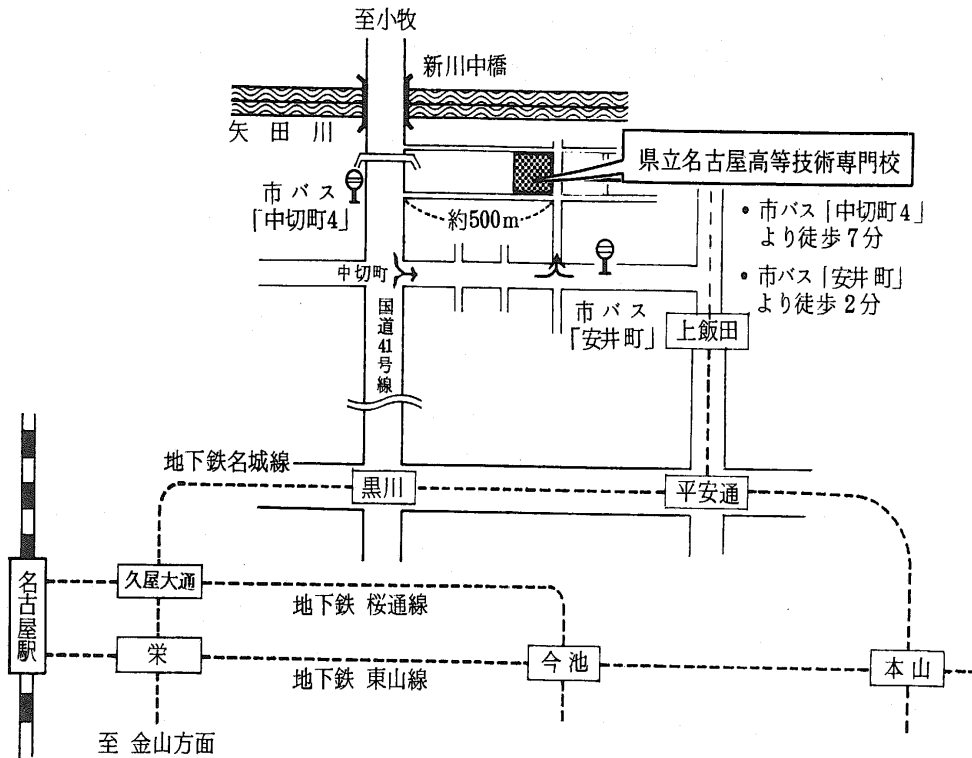 至小牧
新川中橋
矢田川
県立名古屋高等技術専門校
市バス
「中切町4」
約500m
• 市バス「中切町4」
より徒歩7分
• 市バス「安井町」
より徒歩2分
中切町
国道41号線
市バス
「安井町」
上飯田
地下鉄名城線
黒川
平安通
名古屋駅
久屋大通
地下鉄 桜通線
栄
今池
本山
地下鉄 東山線
至 金山方面